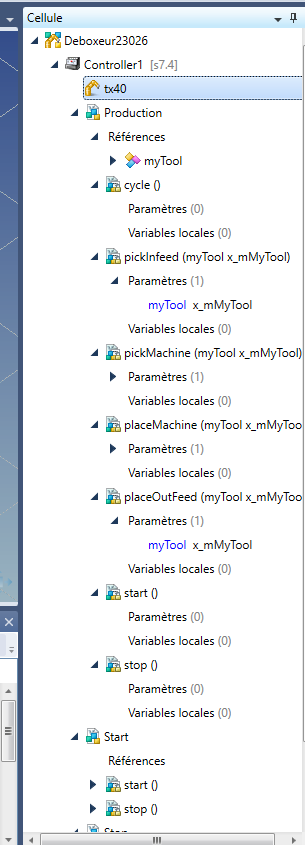 Cellule
Deboxeur23026
Controller1 [s7.4]
tx40
Production
Références
myTool
cycle ()
Paramètres (0)
Variables locales (0)
pickInfeed (myTool x_mMyTool)
Paramètres (1)
myTool x_mMyTool
Variables locales (0)
pickMachine (myTool x_mMyTool)
Paramètres (1)
Variables locales (0)
placeMachine (myTool x_mMyToo
Paramètres (1)
Variables locales (0)
placeOutFeed (myTool x_mMyToo
Paramètres (1)
myTool x_mMyTool
Variables locales (0)
start ()
Paramètres (0)
Variables locales (0)
stop ()
Paramètres (0)
Variables locales (0)
Start
Références
start ()
stop ()